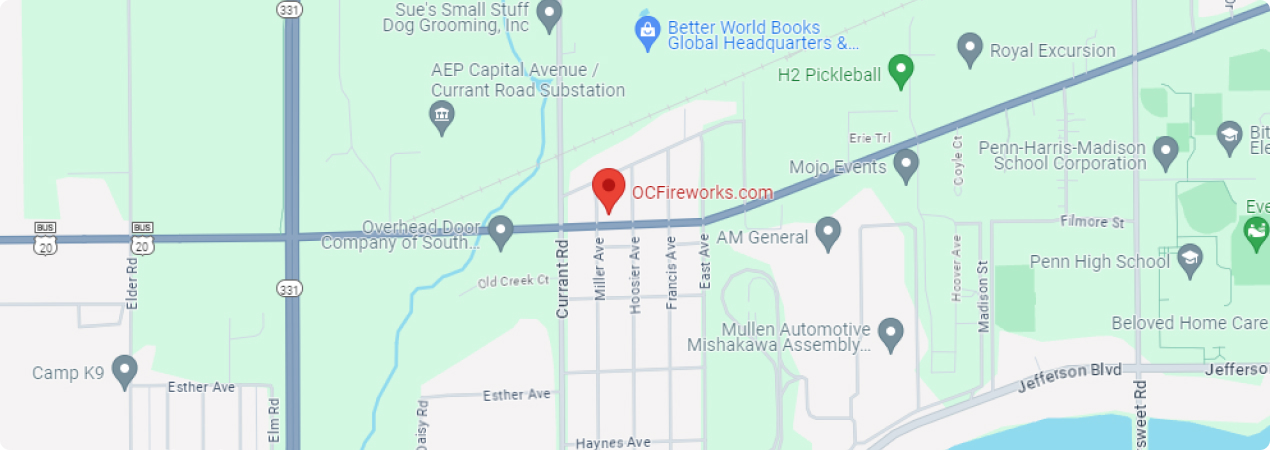 331
Sue's Small Stuff
Dog Grooming, Inc
Better World Books
Global Headquarters &...
Royal Excursion
H2 Pickleball
AEP Capital Avenue /
Currant Road Substation
Erie Trl
Coyle Ct
Penn-Harris-Madison
School Corporation
Bit
Ele
Mojo Events
OCFireworks.com
BUS
20
BUS
20
Overhead Door
Company of South...
AM General
Filmore St
Eve
Penn High School
Elder Rd
331
Old Creek Ct
Currant Rd
Miller Ave
Hoosier Ave
Francis Ave
East Ave
Hoover Ave
Madison St
Mullen Automotive
Mishakawa Assembly...
Beloved Home Care
Camp K9
Esther Ave
Elm Rd
Esther Ave
Daisy Rd
Haynes Ave
Jefferson Blvd
Jefferso
rsweet Rd